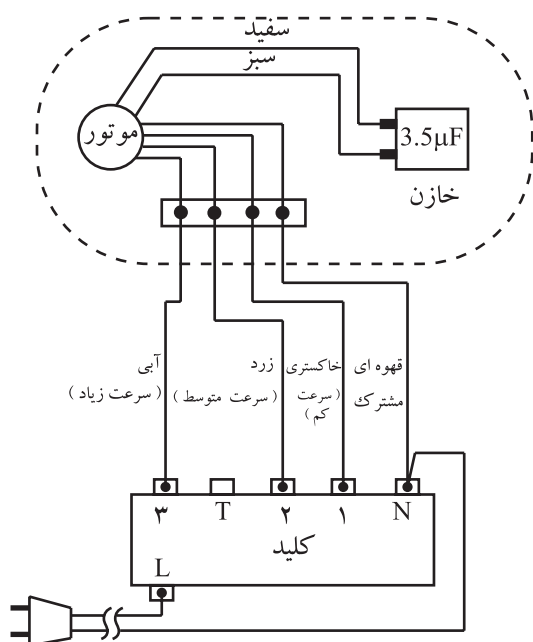 سفید
سبز
موتور
3.5µF
خازن
آبی
(سرعت زیاد)
زرد
(سرعت متوسط)
خاکستری
(سرعت
کم)
قهوه ای
مشترک
۳ T ۲ ۱ N
کلید
L